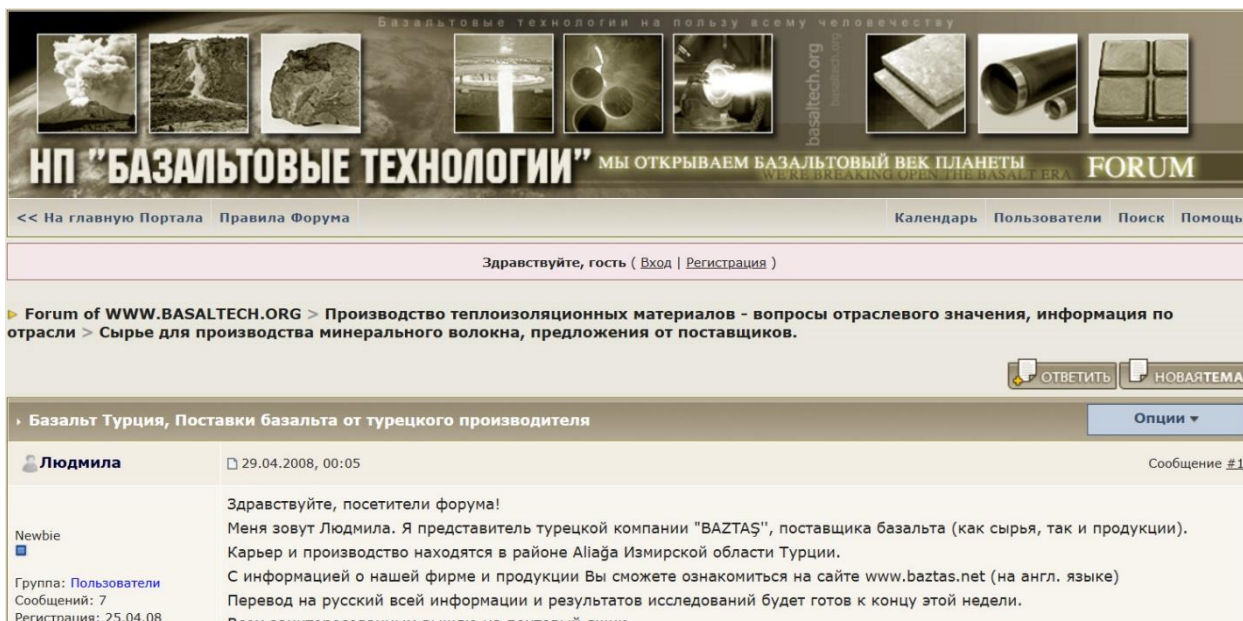 Базальтовые технологии на пользу всему человечеству
basaltech.org
basaltech.org
НП "БАЗАЛЬТОВЫЕ ТЕХНОЛОГИИ" МЫ ОТКРЫВАЕМ БАЗАЛЬТОВЫЙ ВЕК ПЛАНЕТЫ FORUM
WE'RE BREAKING OPEN THE BASALT ERA
<< На главную Портала Правила Форума Календарь Пользователи Поиск Помощь
Здравствуйте, гость ( Вход | Регистрация )
Forum of WWW.BASALTECH.ORG > Производство теплоизоляционных материалов - вопросы отраслевого значения, информация по
отрасли > Сырье для производства минерального волокна, предложения от поставщиков.
ОТВЕТИТЬ НОВАЯТЕМА
Базальт Турция, Поставки базальта от турецкого производителя Опции
Людмила 29.04.2008, 00:05 Сообщение #1
Здравствуйте, посетители форума!
Newbie
Меня зовут Людмила. Я представитель турецкой компании "BAZTAŞ", поставщика базальта (как сырья, так и продукции).
Карьер и производство находятся в районе Aliağa Измирской области Турции.
Группа: Пользователи
С информацией о нашей фирме и продукции Вы сможете ознакомиться на сайте www.baztas.net (на англ. языке)
Сообщений: 7
Перевод на русский всей информации и результатов исследований будет готов к концу этой недели.
Регистрация: 25.04.08